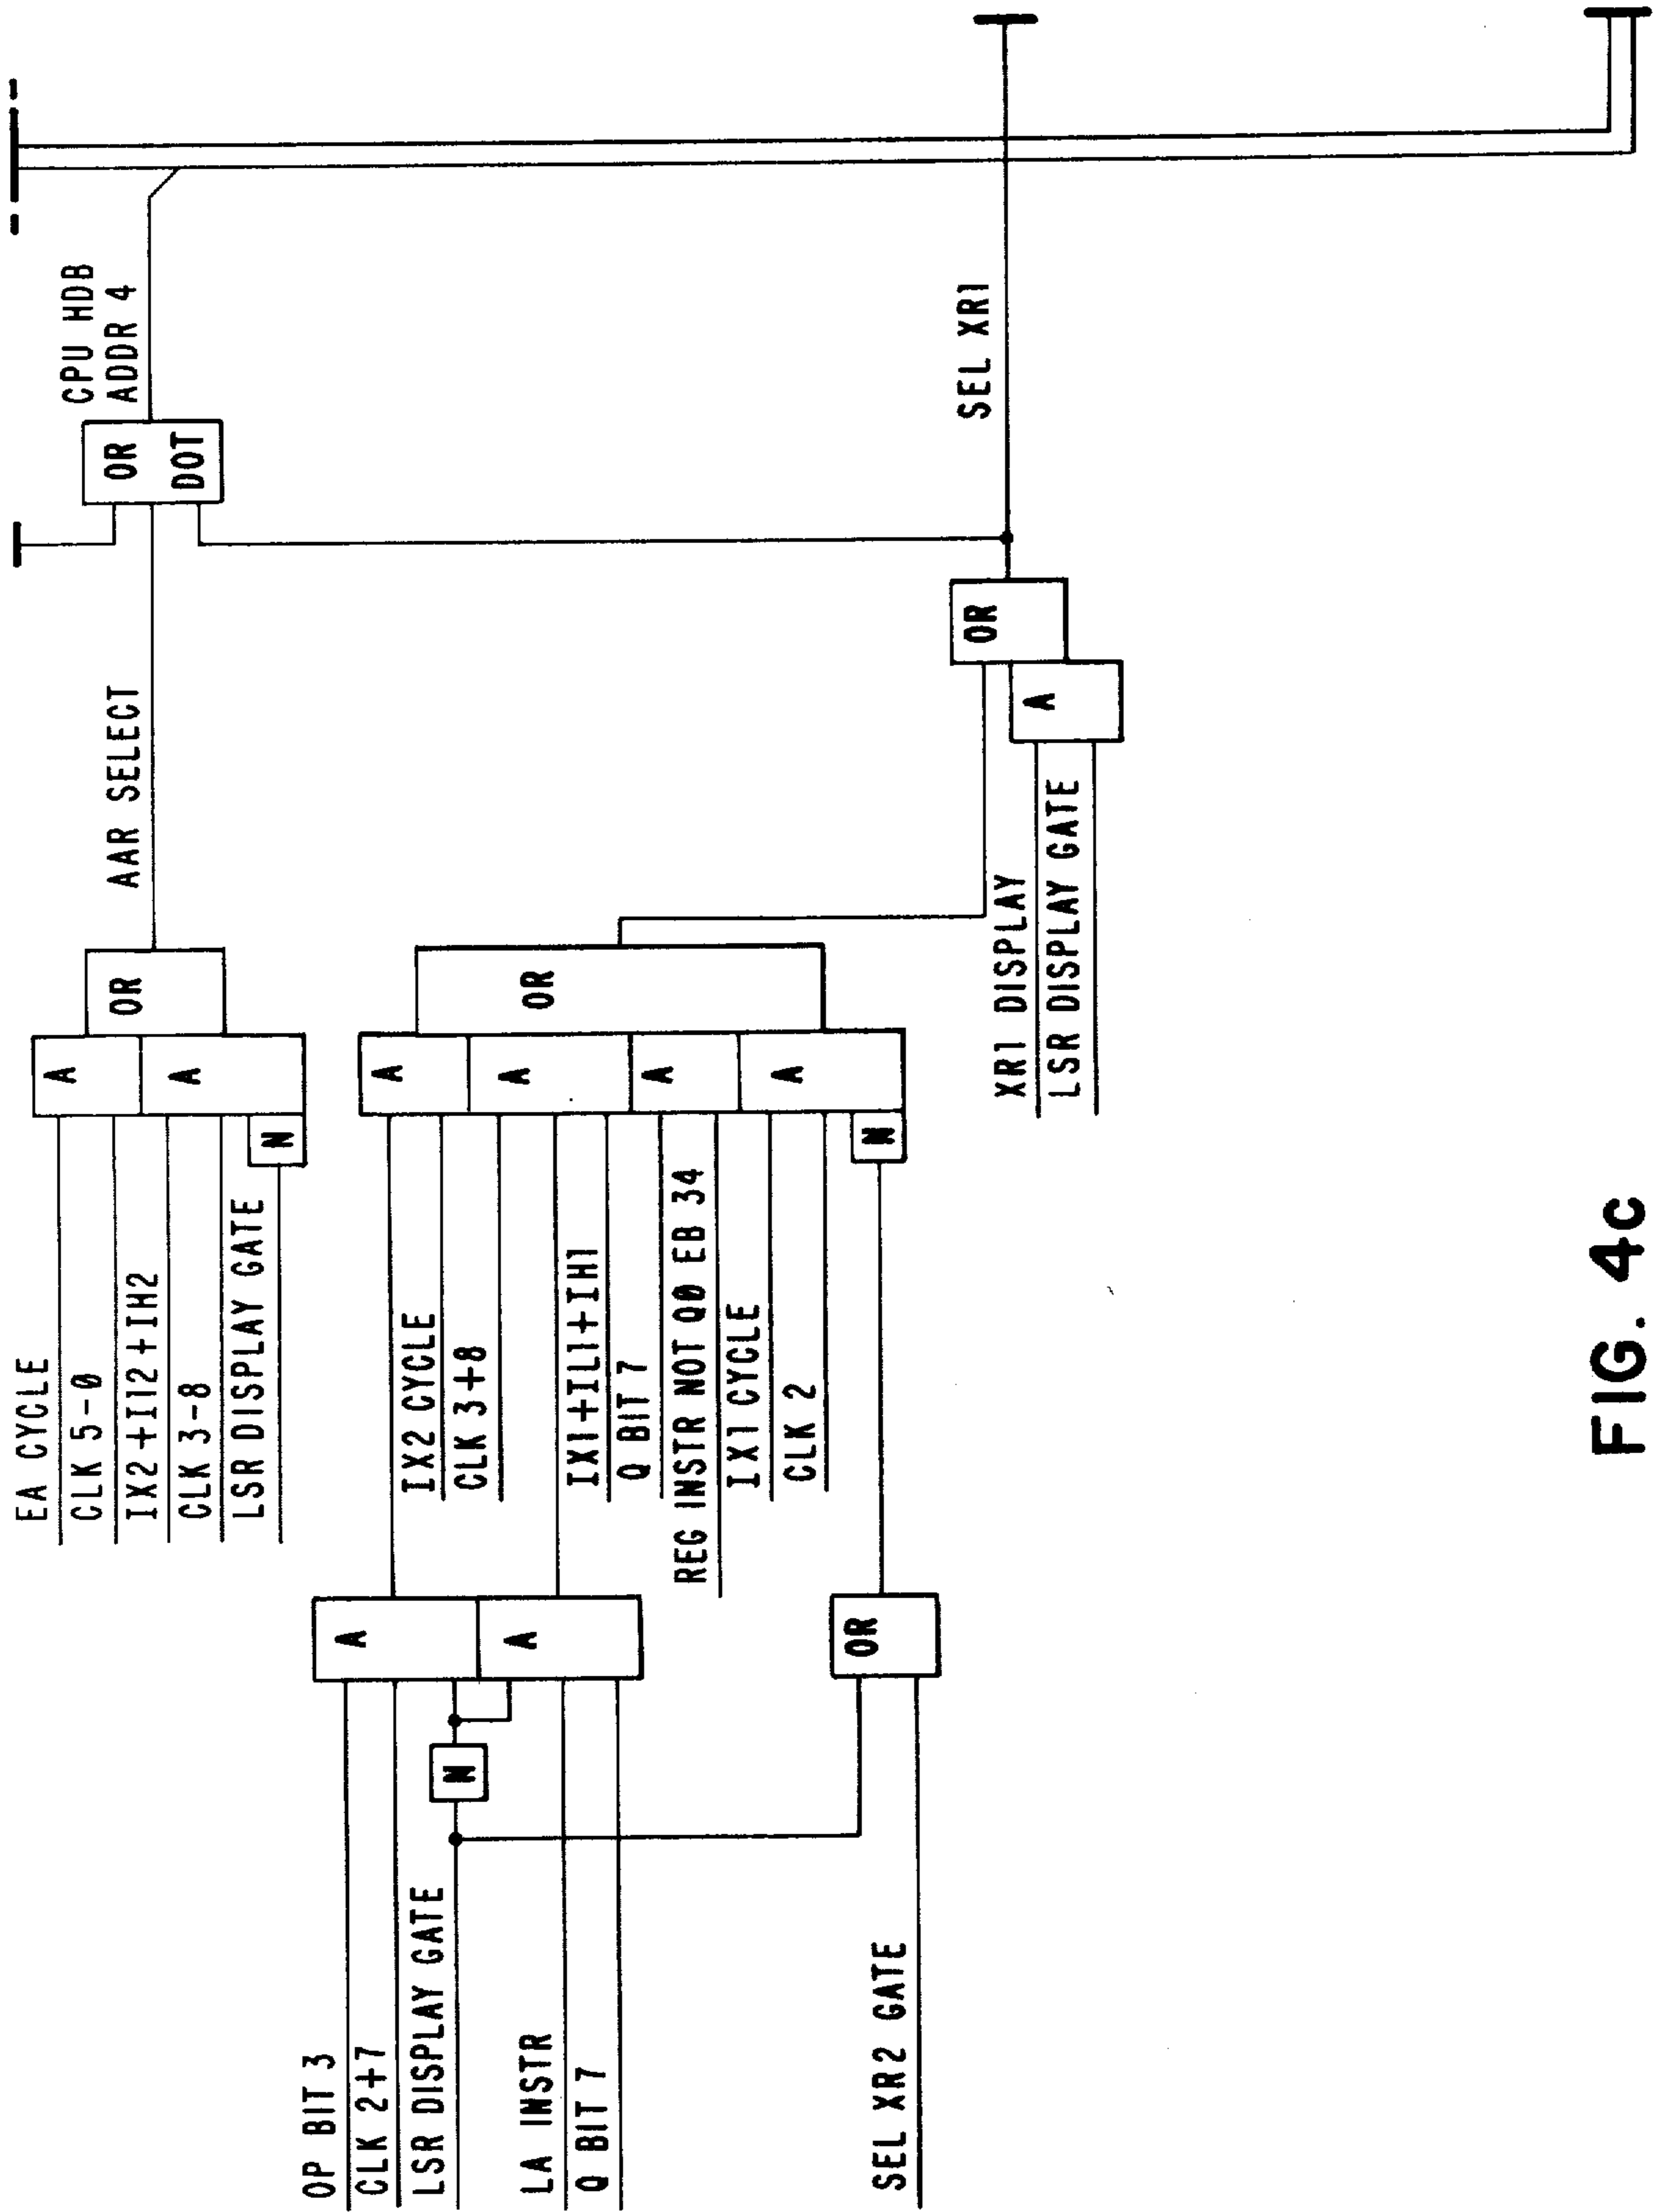 EA CYCLE
CLK 5-0
IX2+I12+IH2
CLK 3-8
LSR DISPLAY GATE
A
A
N
OR
AAR SELECT
OR
DOT
CPU HDB
ADDR 4
OP BIT 3
CLK 2+7
LSR DISPLAY GATE
N
LA INSTR
Q BIT 7
A
A
IX2 CYCLE
CLK 3+8
IX1+IL1+IH1
Q BIT 7
REG INSTR NOT Q0 EB 34
IX1 CYCLE
CLK 2
A
A
A
A
N
OR
SEL XR2 GATE
OR
XR1 DISPLAY
LSR DISPLAY GATE
A
OR
SEL XR1
FIG. 4c